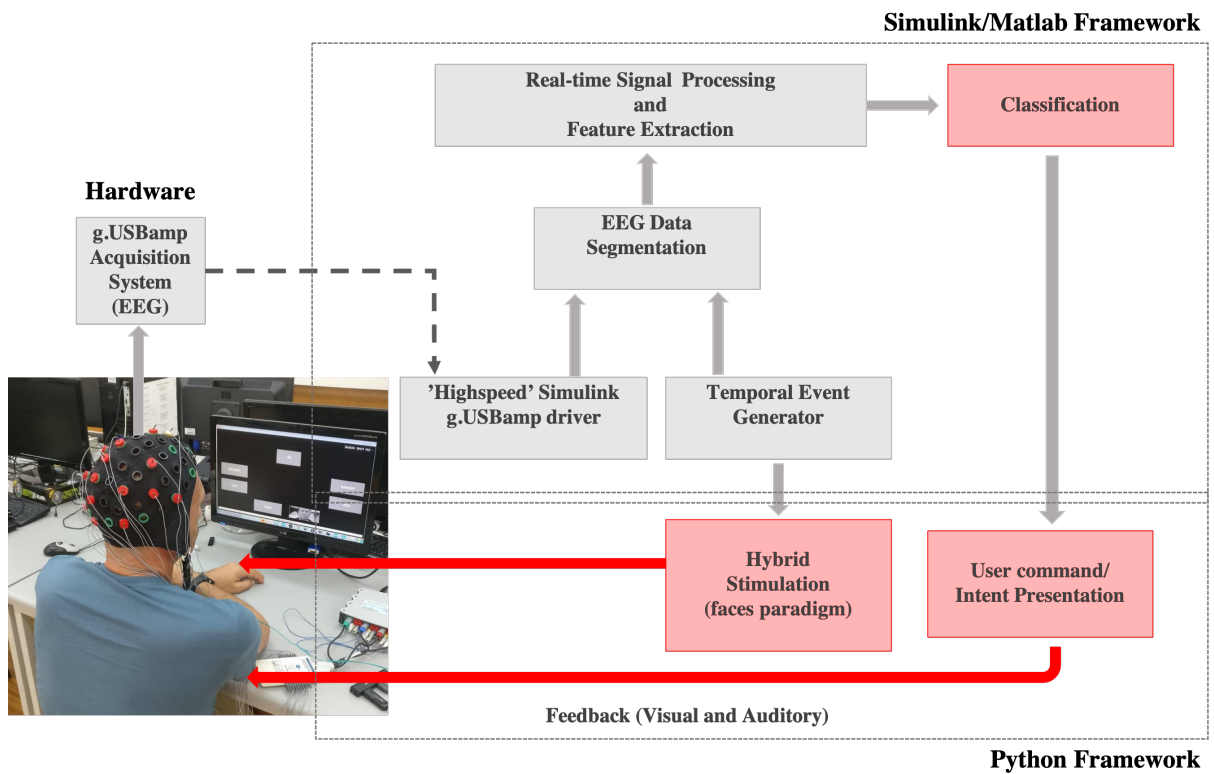 Simulink/Matlab Framework
Real-time Signal Processing
and
Feature Extraction
Classification
Hardware
g.USBamp
Acquisition
System
(EEG)
EEG Data
Segmentation
’Highspeed’ Simulink
g.USBamp driver
Temporal Event
Generator
Hybrid
Stimulation
(faces paradigm)
User command/
Intent Presentation
Feedback (Visual and Auditory)
Python Framework